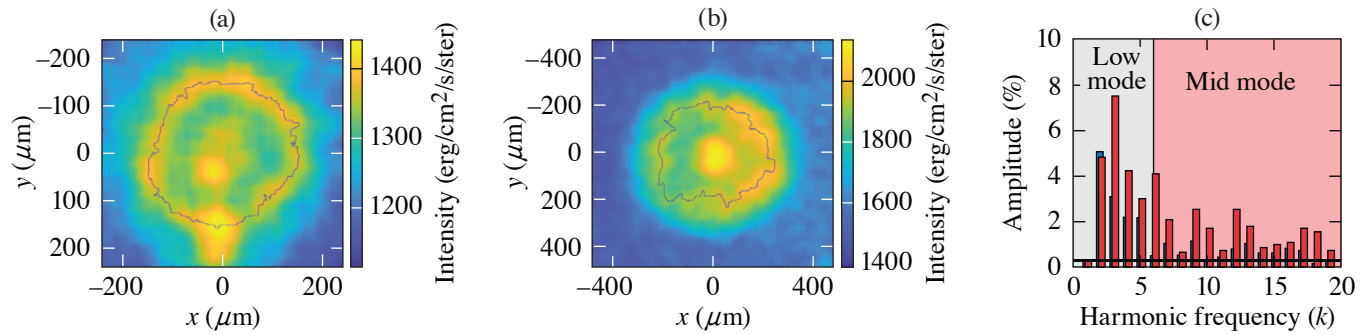 (a)
−200
−100
0
100
200
y (μm)
−200
0
200
x (μm)
1400
1300
1200
Intensity (erg/cm2/s/ster)
(b)
−400
−200
0
200
400
y (μm)
−400
0
400
x (μm)
2000
1800
1600
1400
Intensity (erg/cm2/s/ster)
(c)
10
8
6
4
2
0
Amplitude (%)
Low
mode
Mid mode
0
5
10
15
20
Harmonic frequency (k)